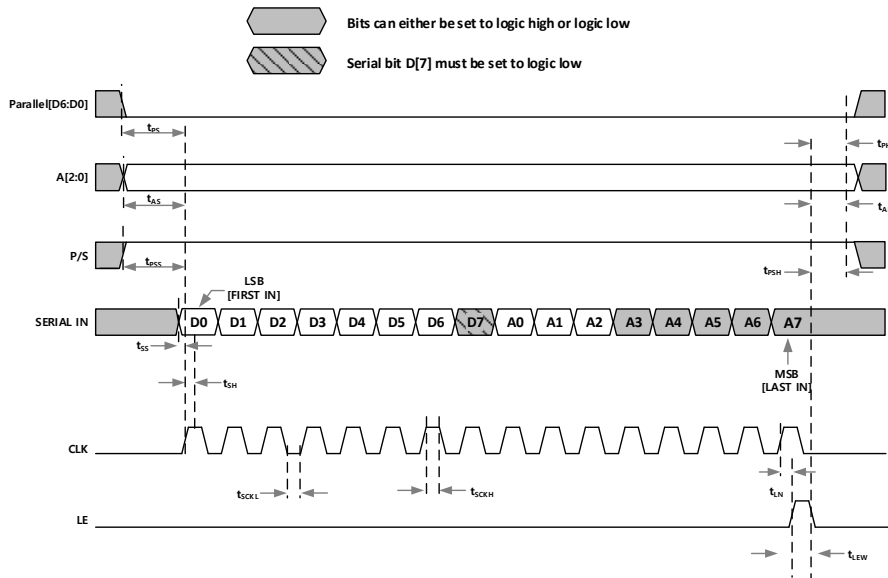 Bits can either be set to logic high or logic low
Serial bit D[7] must be set to logic low
Parallel[D6:D0]
tPS
tPH
A[2:0]
tAS
tA
P/S
tPSS
tPSH
LSB
[FIRST IN]
SERIAL IN
D0 D1 D2 D3 D4 D5 D6 D7 A0 A1 A2 A3 A4 A5 A6 A7
tSS
tSH
MSB
[LAST IN]
CLK
tSCKL
tSCKH
tLN
LE
tLEW